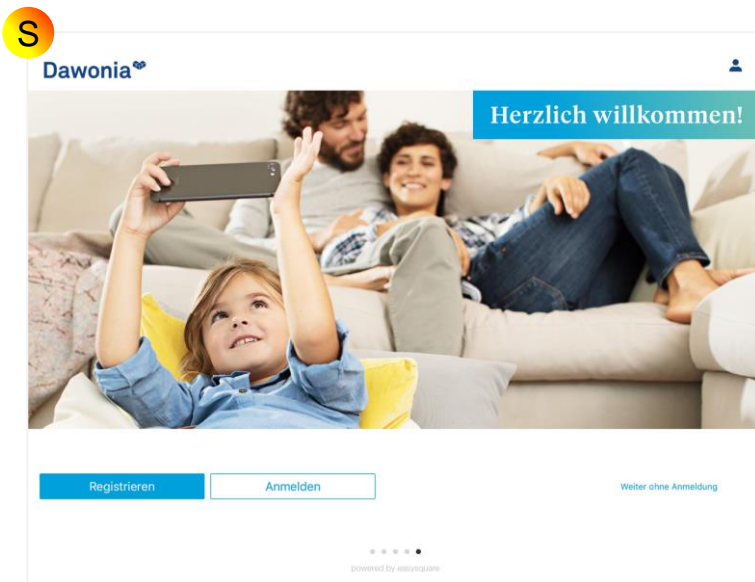 S
Dawonia
Herzlich willkommen!
Registrieren
Anmelden
Weiter ohne Anmeldung
powered by easysquare